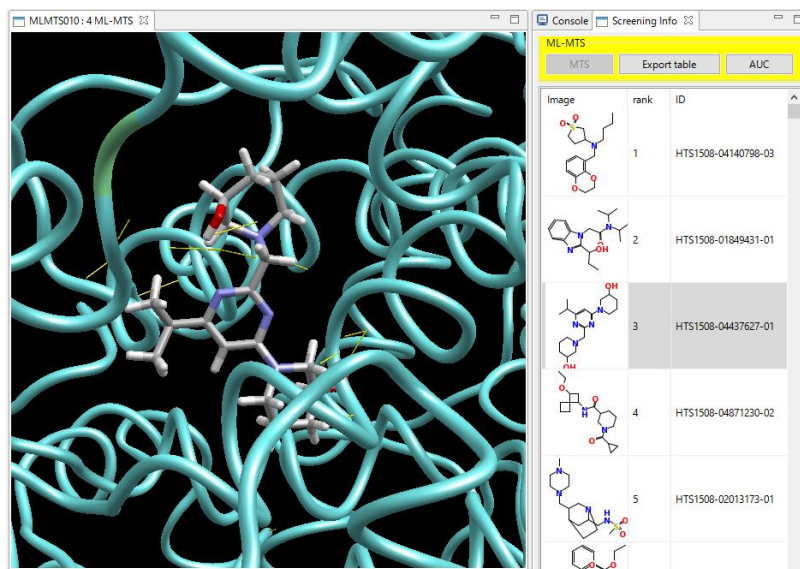 MLMTS010 : 4 ML-MTS
Console
Screening Info
ML-MTS
MTS
Export table
AUC
Image
rank
ID
1
HTS1508-04140798-03
2
HTS1508-01849431-01
3
HTS1508-04437627-01
4
HTS1508-04871230-02
5
HTS1508-02013173-01